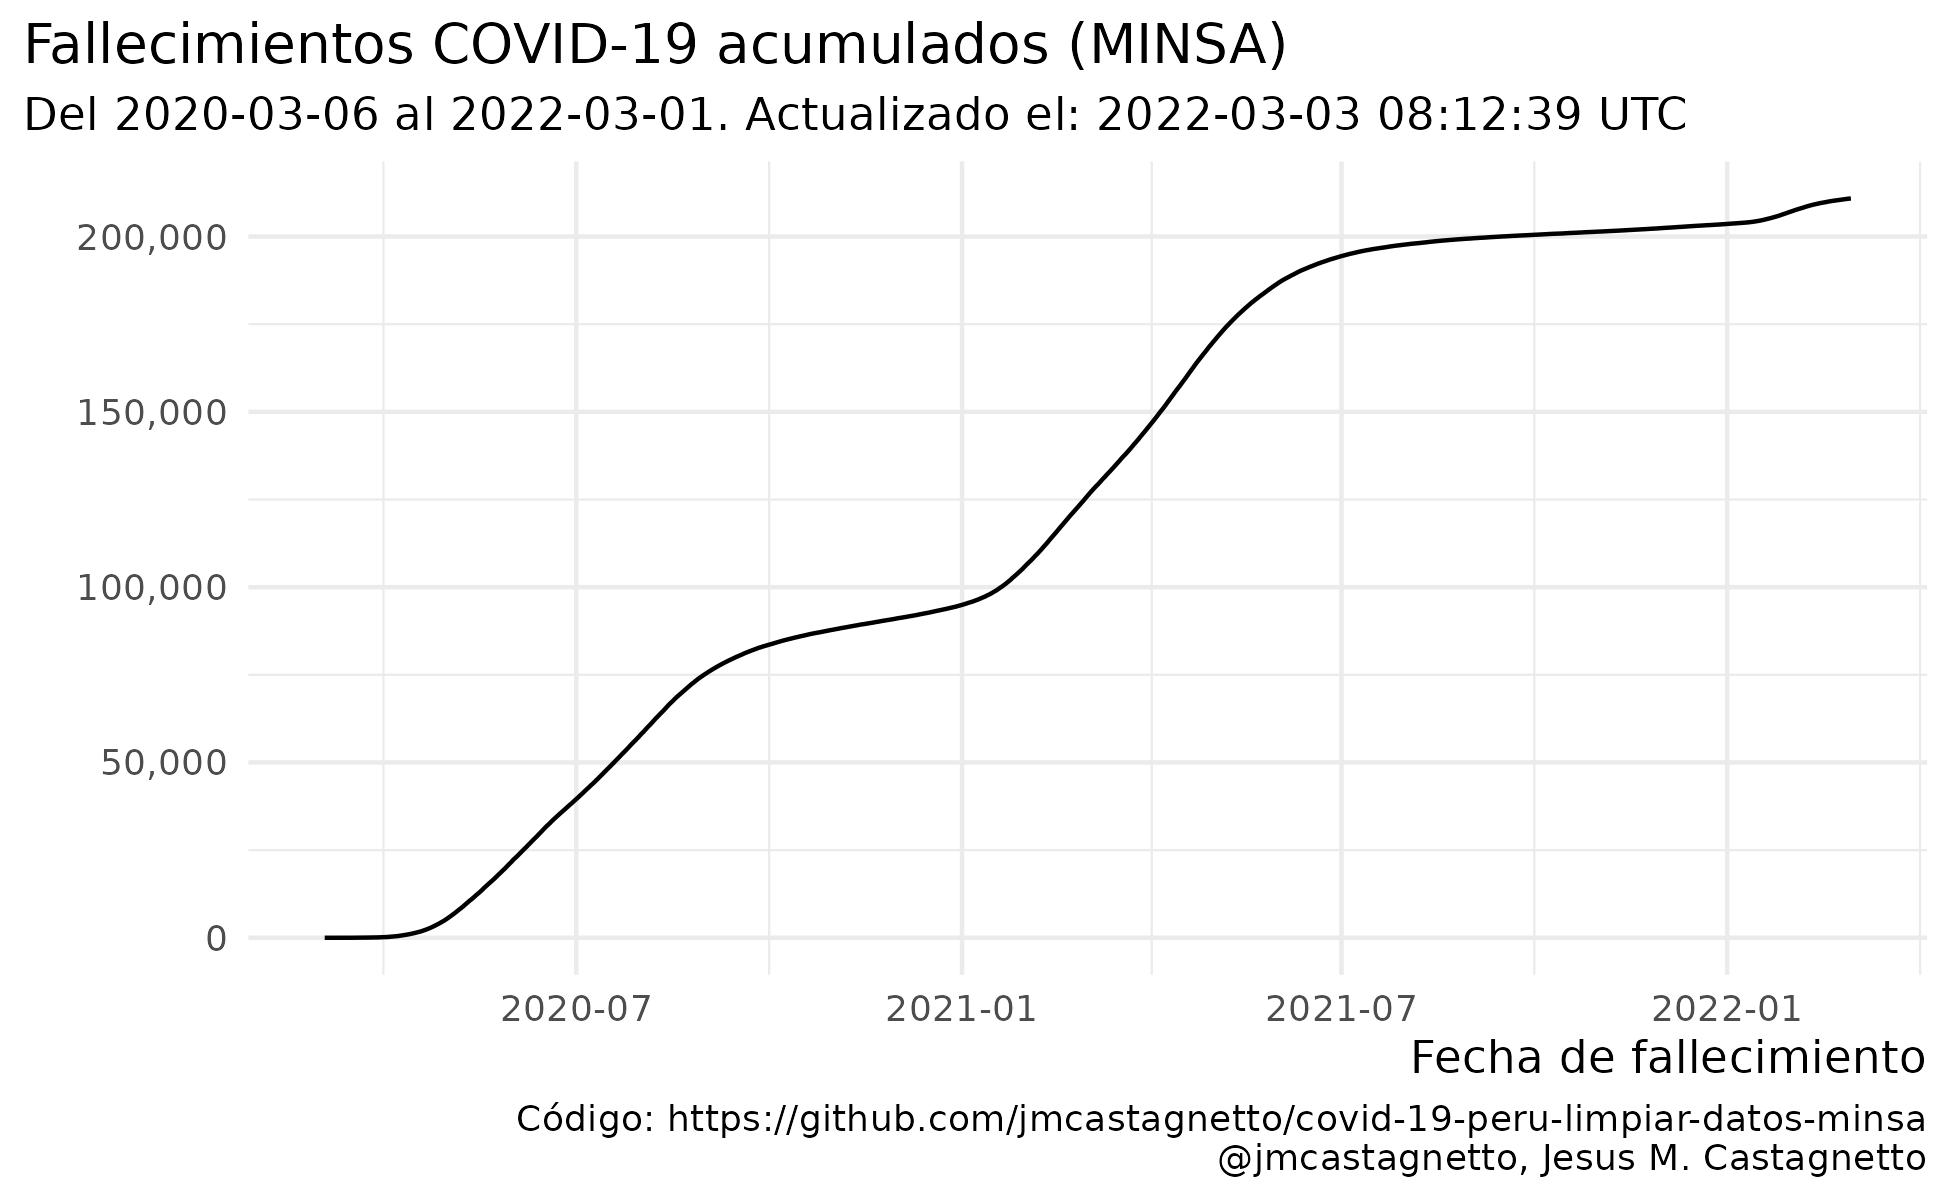 Fallecimientos COVID-19 acumulados (MINSA)
Del 2020-03-06 al 2022-03-01. Actualizado el: 2022-03-03 08:12:39 UTC
200,000
150,000
100,000
50,000
0
2020-07 2021-01 2021-07 2022-01
Fecha de fallecimiento
Código: https://github.com/jmcastagnetto/covid-19-peru-limpiar-datos-minsa
@jmcastagnetto, Jesus M. Castagnetto